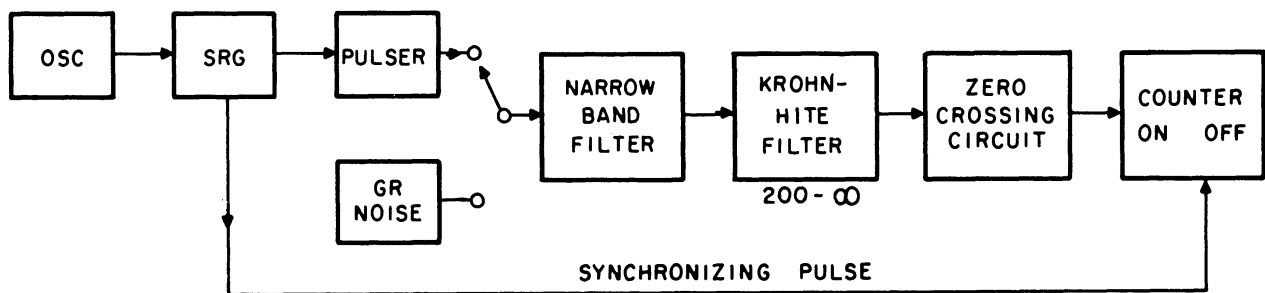 OSC
SRG
PULSER
GR
NOISE
NARROW
BAND
FILTER
KROHN-
HITE
FILTER
200-∞
ZERO
CROSSING
CIRCUIT
COUNTER
ON OFF
SYNCHRONIZING PULSE